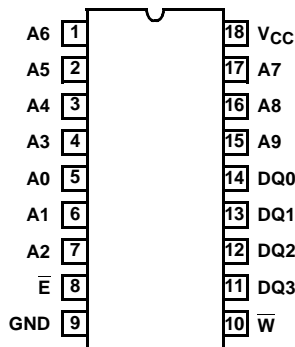 A6 1 18 VCC
A5 2 17 A7
A4 3 16 A8
A3 4 15 A9
A0 5 14 DQ0
A1 6 13 DQ1
A2 7 12 DQ2
E̅ 8 11 DQ3
GND 9 10 W̅